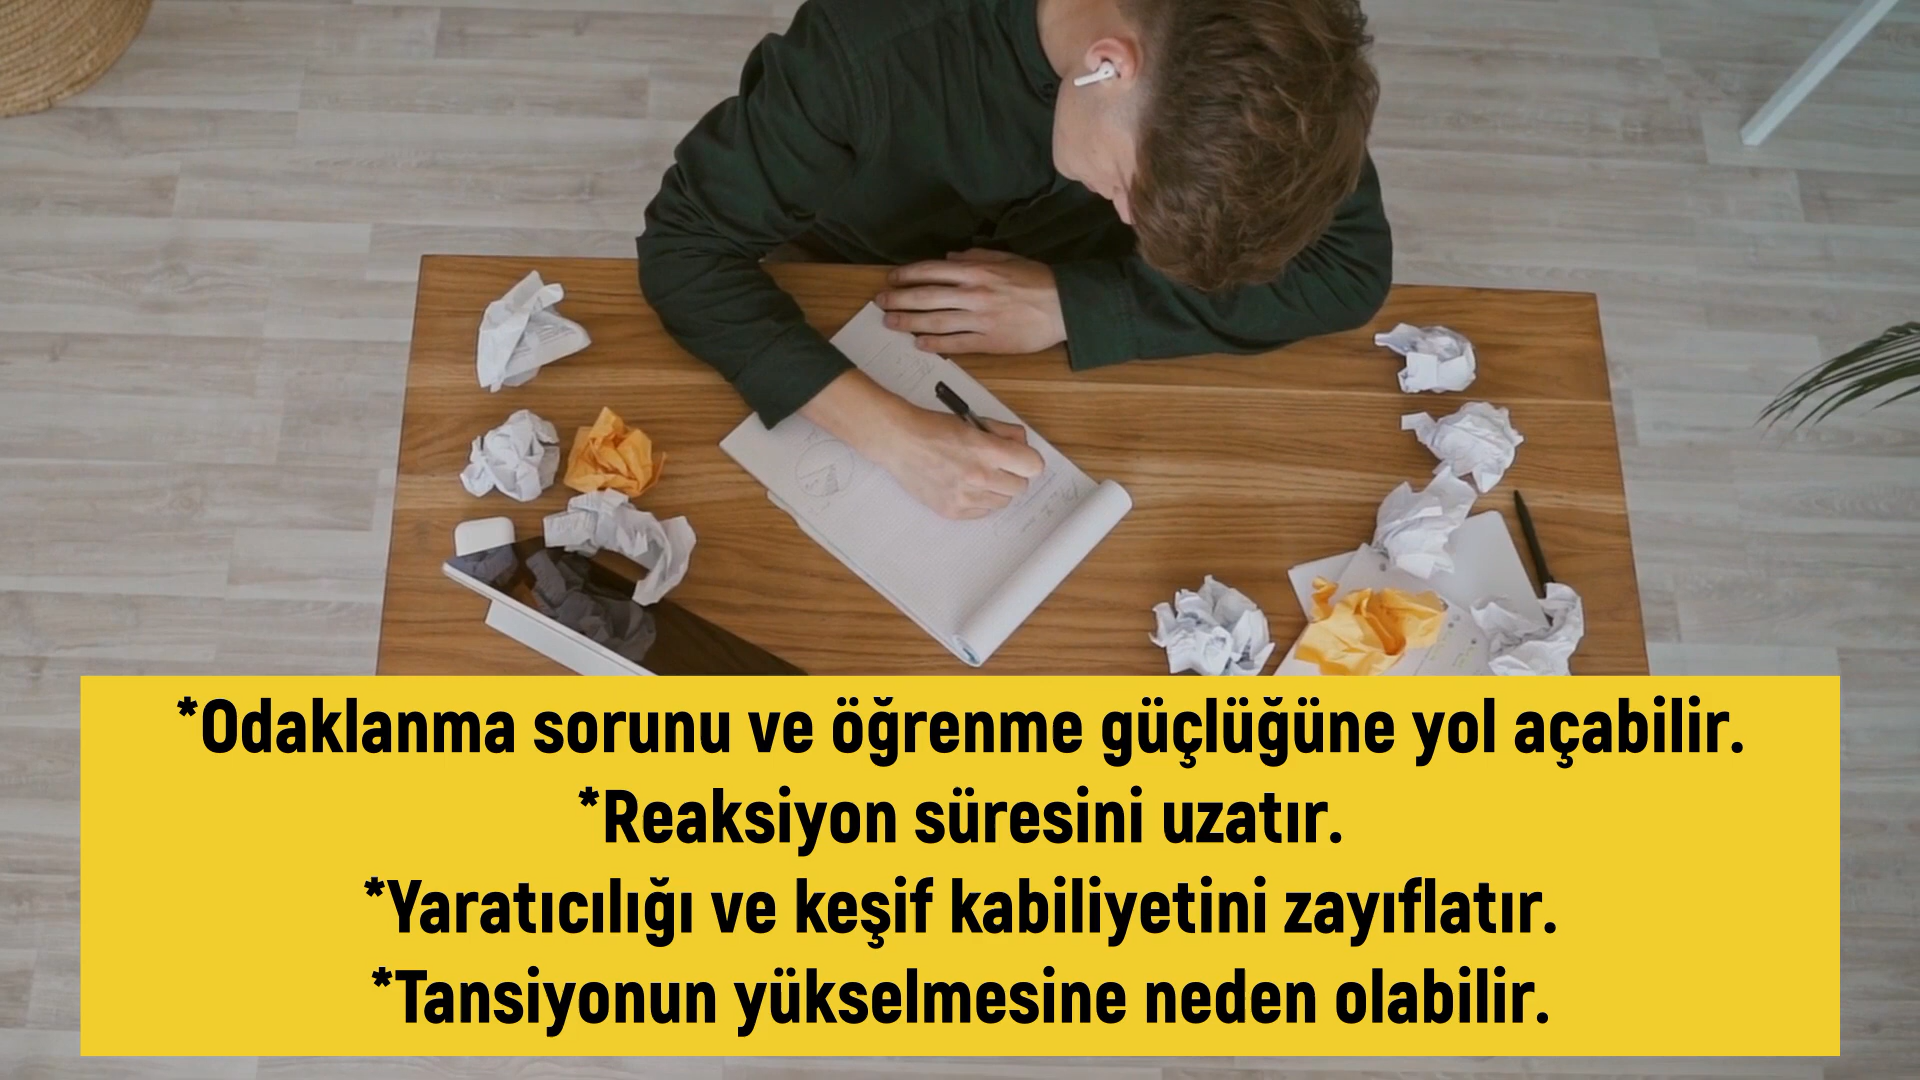 *Odaklanma sorunu ve öğrenme güçlüğüne yol açabilir.
*Reaksiyon süresini uzatır.
*Yaratıcılığı ve keşif kabiliyetini zayıflatır.
*Tansiyonun yükselmesine neden olabilir.